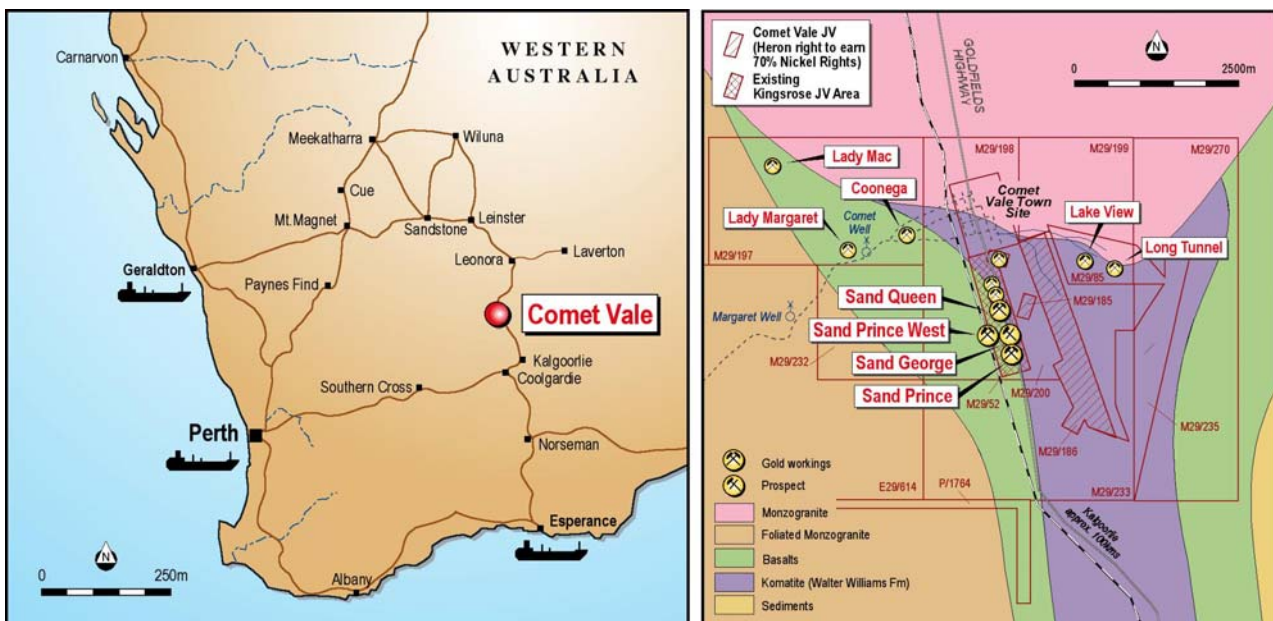 WESTERN
AUSTRALIA
Carnarvon
Meekatharra
Wiluna
Cue
Mt.Magnet
Sandstone
Leinster
Laverton
Leonora
Geraldton
Paynes Find
Comet Vale
Kalgoorlie
Coolgardie
Southern Cross
Perth
Norseman
Esperance
Albany
N
0 250m
Comet Vale JV
(Heron right to earn
70% Nickel Rights)
Existing
Kingsrose JV Area
GOLDFIELDS
HIGHWAY
N
0 2500m
M29/198
M29/199
M29/270
Lady Mac
Coonega
Comet
Vale Town
Site
Lady Margaret
Comet
Well
Lake View
Long Tunnel
M29/197
M29/85
Sand Queen
M29/185
Margaret Well
Sand Prince West
M29/232
Sand George
Sand Prince
M29/52
M29/200
M29/235
M29/186
E29/614
P/1764
M29/233
Kalgoorlie
approx. 100kms
Gold workings
Prospect
Monzogranite
Foliated Monzogranite
Basalts
Komatite (Walter Williams Fm)
Sediments